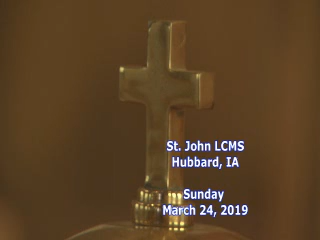 St. John LCMS
Hubbard, IA
Sunday
March 24, 2019